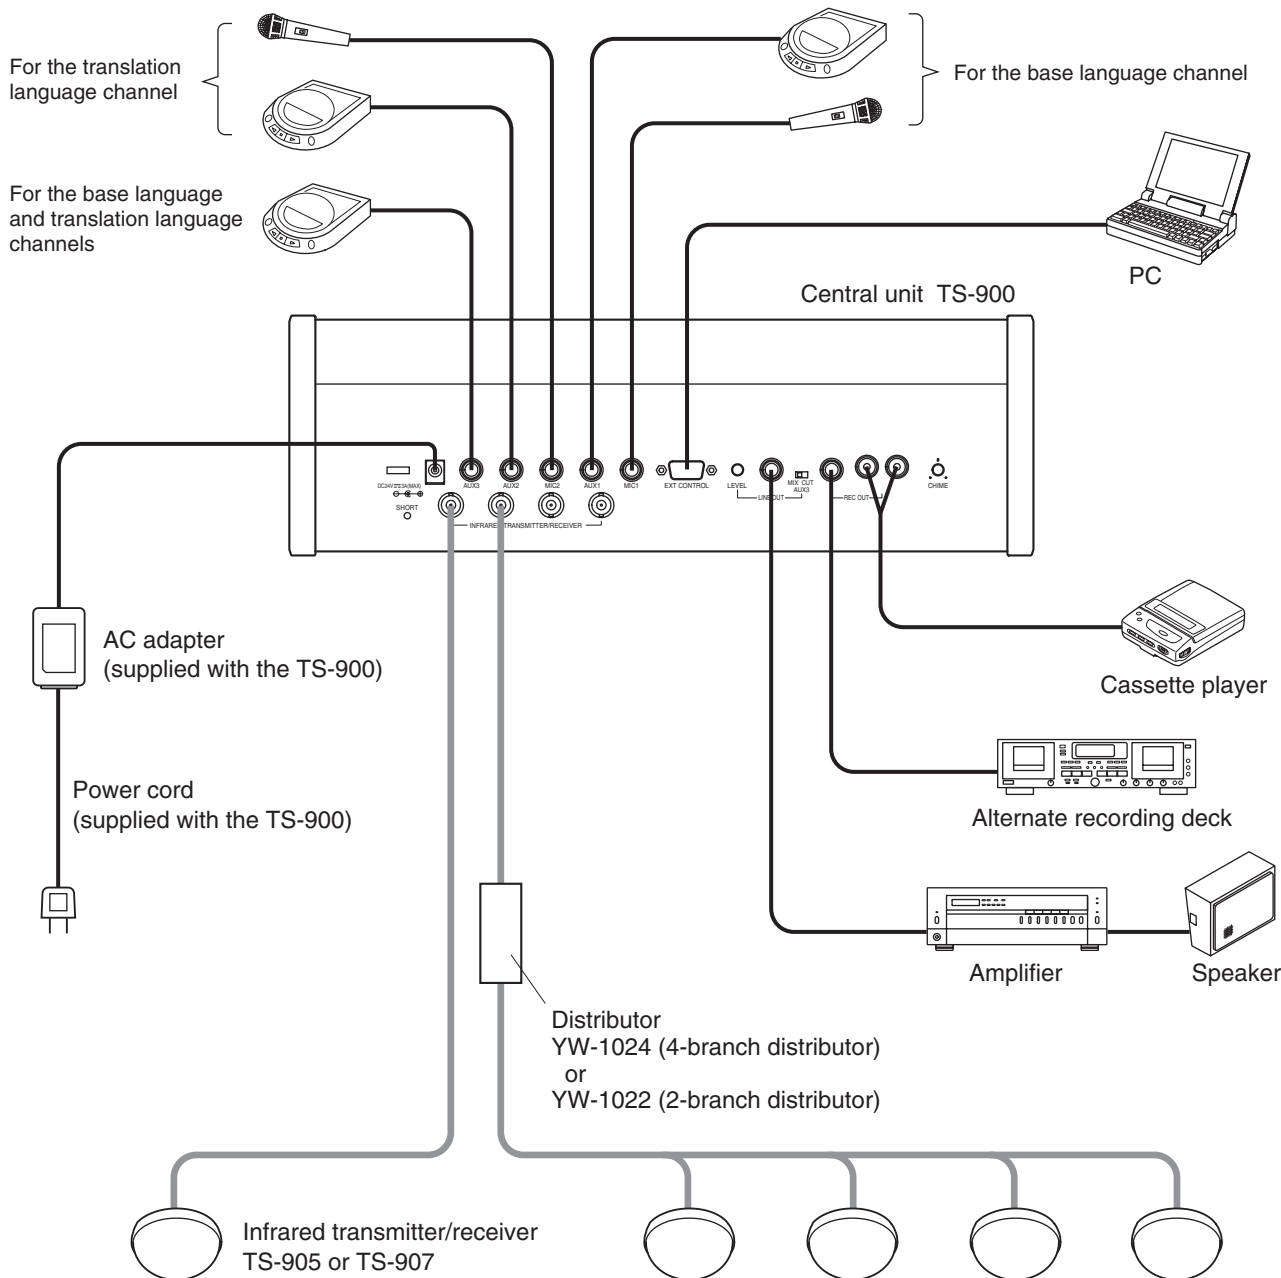 For the translation
language channel
For the base language channel
For the base language
and translation language
channels
PC
Central unit TS-900
DC24V 3A(MAX)
SHORT
AUX3
AUX2
MIC2
AUX1
MIC1
EXT CONTROL
LEVEL
LINE OUT
MIX CUT
AUX3
REC OUT
CHIME
INFRARED TRANSMITTER/RECEIVER
AC adapter
(supplied with the TS-900)
Cassette player
Power cord
(supplied with the TS-900)
Alternate recording deck
Amplifier
Speaker
Distributor
YW-1024 (4-branch distributor)
or
YW-1022 (2-branch distributor)
Infrared transmitter/receiver
TS-905 or TS-907